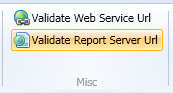 Validate Web Service Url
Validate Report Server Url
Misc